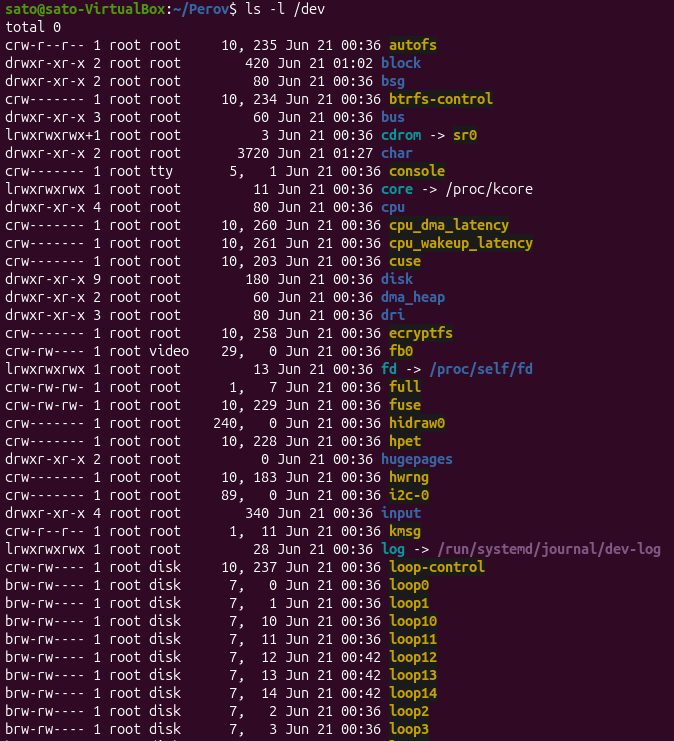 sato@sato-VirtualBox:~/Perov$ ls -l /dev
total 0
crw-r--r-- 1 root root     10, 235 Jun 21 00:36 autofs
drwxr-xr-x 2 root root        420 Jun 21 01:02 block
drwxr-xr-x 2 root root         80 Jun 21 00:36 bsg
crw------- 1 root root     10, 234 Jun 21 00:36 btrfs-control
drwxr-xr-x 3 root root         60 Jun 21 00:36 bus
lrwxrwxrwx+1 root root          3 Jun 21 00:36 cdrom -> sr0
drwxr-xr-x 2 root root       3720 Jun 21 01:27 char
crw------- 1 root tty       5,   1 Jun 21 00:36 console
lrwxrwxrwx 1 root root         11 Jun 21 00:36 core -> /proc/kcore
drwxr-xr-x 4 root root         80 Jun 21 00:36 cpu
crw------- 1 root root     10, 260 Jun 21 00:36 cpu_dma_latency
crw------- 1 root root     10, 261 Jun 21 00:36 cpu_wakeup_latency
crw------- 1 root root     10, 203 Jun 21 00:36 cuse
drwxr-xr-x 9 root root        180 Jun 21 00:36 disk
drwxr-xr-x 2 root root         60 Jun 21 00:36 dma_heap
drwxr-xr-x 3 root root         80 Jun 21 00:36 dri
crw------- 1 root root     10, 258 Jun 21 00:36 ecryptfs
crw-rw---- 1 root video    29,   0 Jun 21 00:36 fb0
lrwxrwxrwx 1 root root         13 Jun 21 00:36 fd -> /proc/self/fd
crw-rw-rw- 1 root root      1,   7 Jun 21 00:36 full
crw-rw-rw- 1 root root     10, 229 Jun 21 00:36 fuse
crw------- 1 root root    240,   0 Jun 21 00:36 hidraw0
crw------- 1 root root     10, 228 Jun 21 00:36 hpet
drwxr-xr-x 2 root root          0 Jun 21 00:36 hugepages
crw------- 1 root root     10, 183 Jun 21 00:36 hwrng
crw------- 1 root root     89,   0 Jun 21 00:36 i2c-0
drwxr-xr-x 4 root root        340 Jun 21 00:36 input
crw-r--r-- 1 root root      1,  11 Jun 21 00:36 kmsg
lrwxrwxrwx 1 root root         28 Jun 21 00:36 log -> /run/systemd/journal/dev-log
crw-rw---- 1 root disk     10, 237 Jun 21 00:36 loop-control
brw-rw---- 1 root disk      7,   0 Jun 21 00:36 loop0
brw-rw---- 1 root disk      7,   1 Jun 21 00:36 loop1
brw-rw---- 1 root disk      7,  10 Jun 21 00:36 loop10
brw-rw---- 1 root disk      7,  11 Jun 21 00:36 loop11
brw-rw---- 1 root disk      7,  12 Jun 21 00:42 loop12
brw-rw---- 1 root disk      7,  13 Jun 21 00:42 loop13
brw-rw---- 1 root disk      7,  14 Jun 21 00:42 loop14
brw-rw---- 1 root disk      7,   2 Jun 21 00:36 loop2
brw-rw---- 1 root disk      7,   3 Jun 21 00:36 loop3